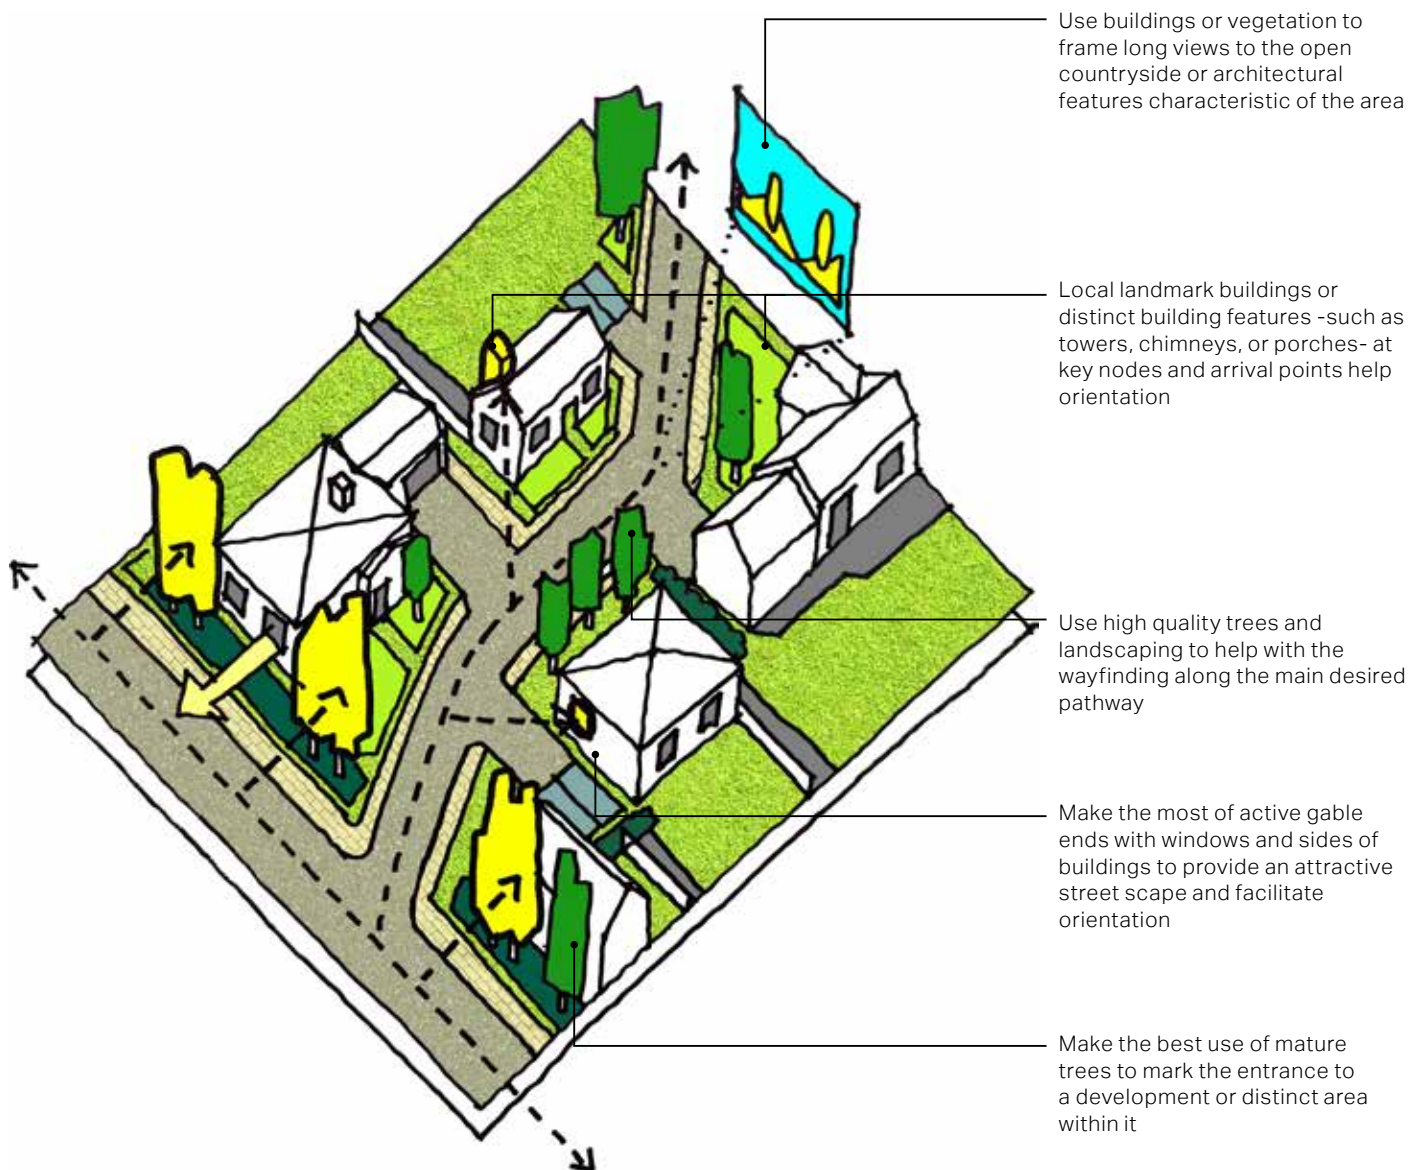 Use buildings or vegetation to
frame long views to the open
countryside or architectural
features characteristic of the area
Local landmark buildings or
distinct building features -such as
towers, chimneys, or porches- at
key nodes and arrival points help
orientation
Use high quality trees and
landscaping to help with the
wayfinding along the main desired
pathway
Make the most of active gable
ends with windows and sides of
buildings to provide an attractive
street scape and facilitate
orientation
Make the best use of mature
trees to mark the entrance to
a development or distinct area
within it